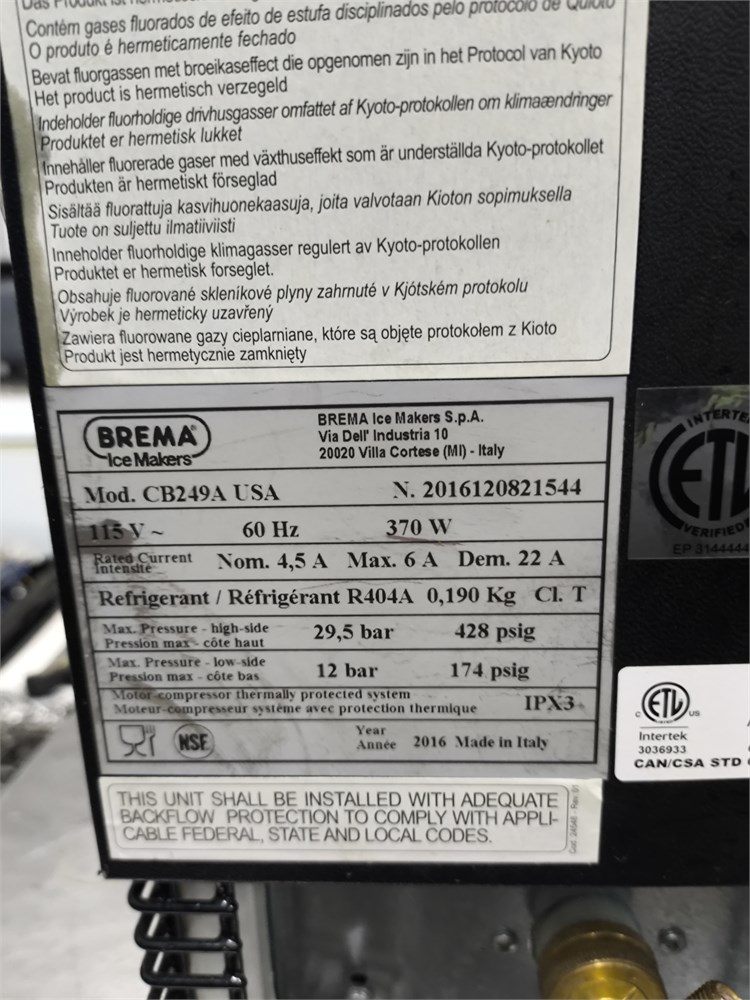 Das Produkt ist
Contém gases fluorados de efeito de estufa disciplinados pelo protocolo de Quioto
O produto é hermeticamente fechado
Bevat fluorgassen met broeikaseffect die opgenomen zijn in het Protocol van Kyoto
Het product is hermetisch verzegeld
Indeholder fluorholdige drivhusgasser omfattet af Kyoto-protokollen om klimaændringer
Produktet er hermetisk lukket
Innehåller fluorerade gaser med växthuseffekt som är underställda Kyoto-protokollet
Produkten är hermetiskt förseglad
Sisältää fluorattuja kasvihuonekaasuja, joita valvotaan Kioton sopimuksella
Tuote on suljettu ilmatiiviisti
Inneholder fluorholdige klimagasser regulert av Kyoto-protokollen
Produktet er hermetisk forseglet.
Obsahuje fluorované skleníkové plyny zahrnuté v Kjótském protokolu
Výrobek je hermeticky uzavřený
Zawiera fluorowane gazy cieplarniane, które są objęte protokołem z Kioto
Produkt jest hermetycznie zamknięty
BREMA
Ice Makers
BREMA Ice Makers S.p.A.
Via Dell' Industria 10
20020 Villa Cortese (MI) - Italy
Mod. CB249A USA N. 2016120821544
115 V ~ 60 Hz 370 W
Rated Current
Intensité Nom. 4,5 A Max. 6 A Dem. 22 A
Refrigerant / Réfrigérant R404A 0,190 Kg Cl. T
Max. Pressure - high-side
Pression max - côte haut 29,5 bar 428 psig
Max. Pressure - low-side
Pression max - côte bas 12 bar 174 psig
Motor-compressor thermally protected system
Moteur-compresseur système avec protection thermique IPX3
NSF
Year
Année 2016 Made in Italy
THIS UNIT SHALL BE INSTALLED WITH ADEQUATE
BACKFLOW PROTECTION TO COMPLY WITH APPLI-
CABLE FEDERAL, STATE AND LOCAL CODES.
ETL
VERIFIED
EP 3144444
C ETL US
Intertek
3036933
CAN/CSA STD